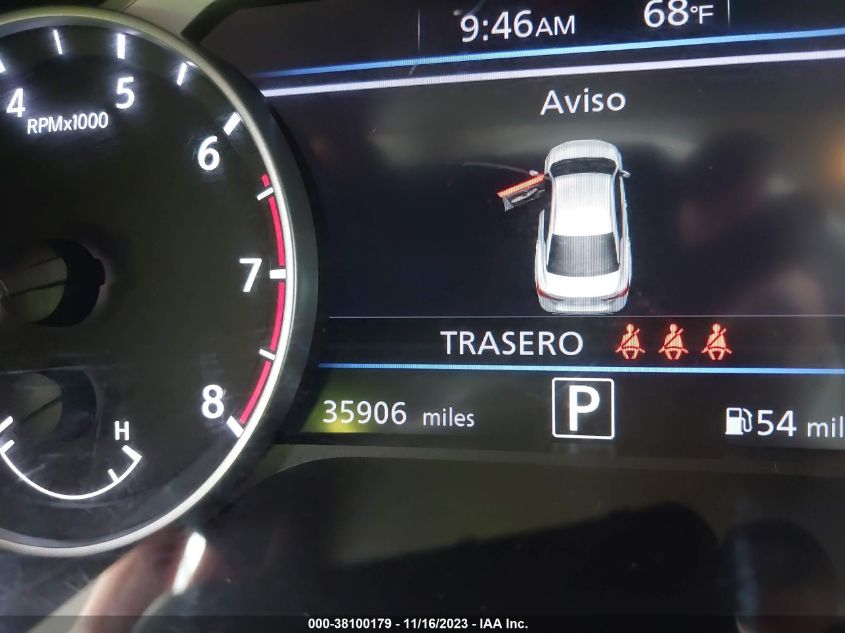 9:46AM 68°F
Aviso
4 5
RPMx1000
6
7
TRASERO
8
35906 miles P 54 mil
H
000-38100179 - 11/16/2023 - IAA Inc.